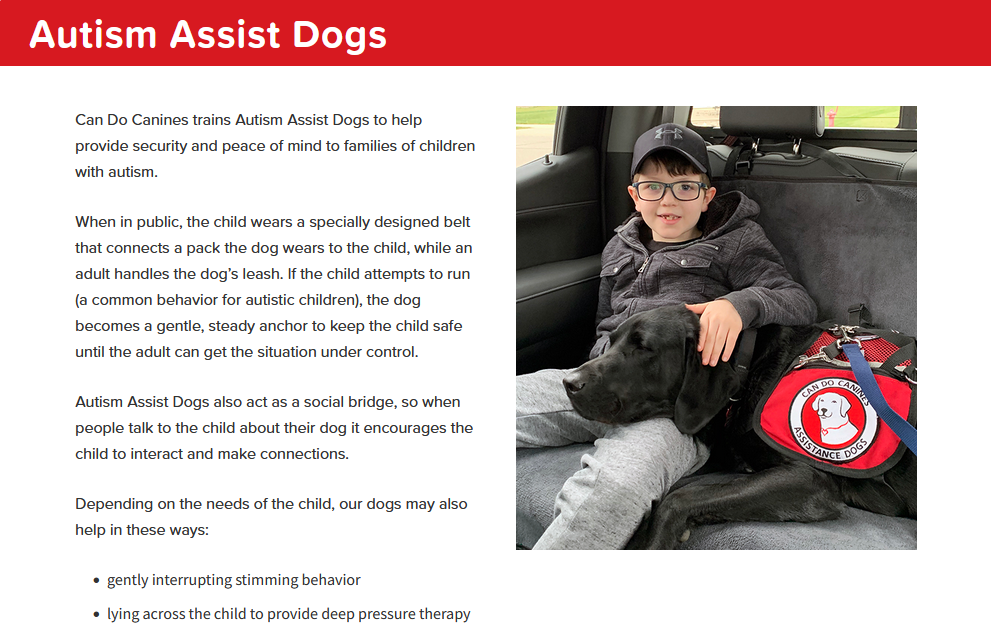 Autism Assist Dogs
Can Do Canines trains Autism Assist Dogs to help
provide security and peace of mind to families of children
with autism.
When in public, the child wears a specially designed belt
that connects a pack the dog wears to the child, while an
adult handles the dog’s leash. If the child attempts to run
(a common behavior for autistic children), the dog
becomes a gentle, steady anchor to keep the child safe
until the adult can get the situation under control.
Autism Assist Dogs also act as a social bridge, so when
people talk to the child about their dog it encourages the
child to interact and make connections.
Depending on the needs of the child, our dogs may also
help in these ways:
• gently interrupting stimming behavior
• lying across the child to provide deep pressure therapy
CAN DO CANINES
ASSISTANCE DOGS